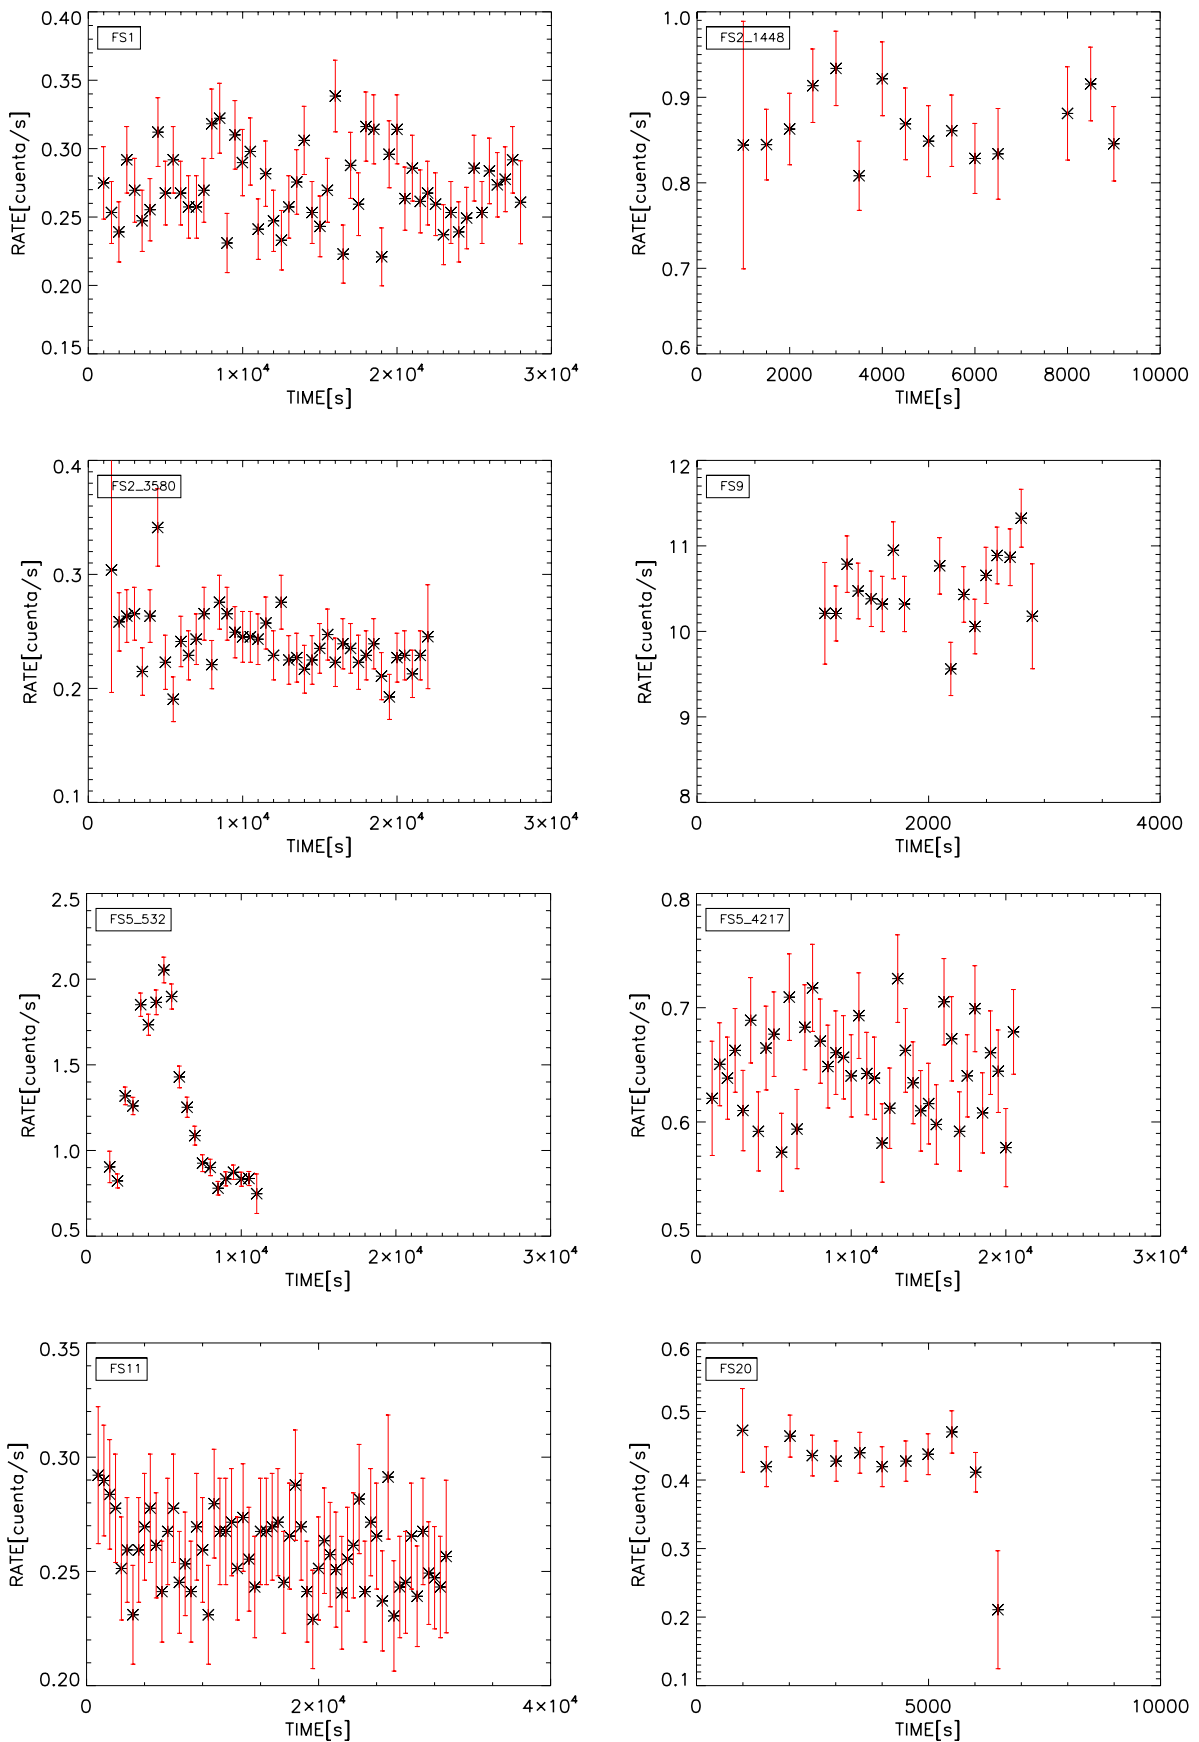 FS1
RATE[cuenta/s]
0.40
0.35
0.30
0.25
0.20
0.15
0
1×10⁴
2×10⁴
3×10⁴
TIME[s]
FS2_1448
RATE[cuenta/s]
1.0
0.9
0.8
0.7
0.6
0
2000
4000
6000
8000
10000
TIME[s]
FS2_3580
RATE[cuenta/s]
0.4
0.3
0.2
0.1
0
1×10⁴
2×10⁴
3×10⁴
TIME[s]
FS9
RATE[cuenta/s]
12
11
10
9
8
0
2000
4000
TIME[s]
FS5_532
RATE[cuenta/s]
2.5
2.0
1.5
1.0
0.5
0
1×10⁴
2×10⁴
3×10⁴
TIME[s]
FS5_4217
RATE[cuenta/s]
0.8
0.7
0.6
0.5
0
1×10⁴
2×10⁴
3×10⁴
TIME[s]
FS11
RATE[cuenta/s]
0.35
0.30
0.25
0.20
0
2×10⁴
4×10⁴
TIME[s]
FS20
RATE[cuenta/s]
0.6
0.5
0.4
0.3
0.2
0.1
0
5000
10000
TIME[s]